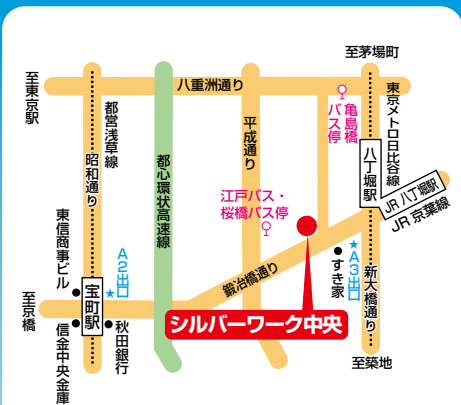 至茅場町
八重洲通り
至東京駅
都営浅草線
昭和通り
都心環状高速線
平成通り
亀島橋
バス停
東京メトロ日比谷線
八丁堀駅
JR 八丁堀駅
JR 京葉線
江戸バス・
桜橋バス停
鍛冶橋通り
すき家
★A3出口
新大橋通り
東信商事ビル
A2出口
★
宝町駅
至京橋
シルバーワーク中央
信金中央金庫
秋田銀行
至築地